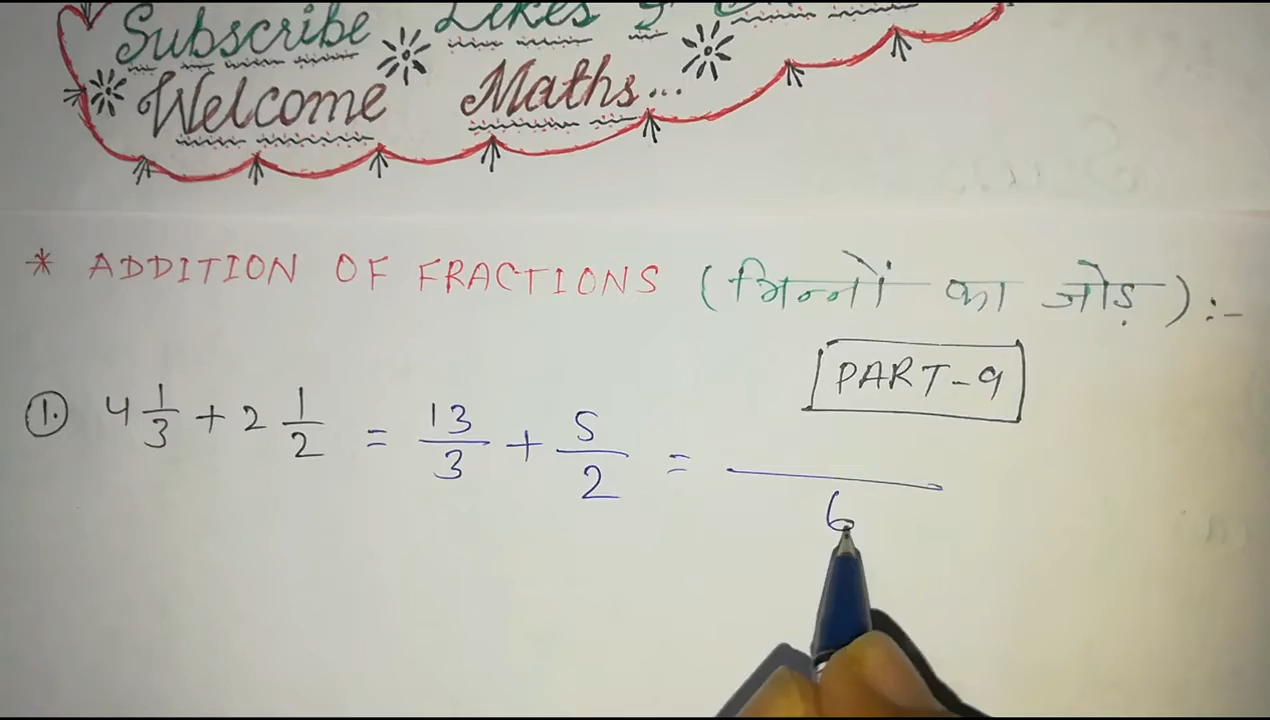 Subscribe Likes &
Welcome Maths...
* ADDITION OF FRACTIONS (भिन्नों का जोड़) :-
PART-9
1. 4 1/3 + 2 1/2 = 13/3 + 5/2 = /6